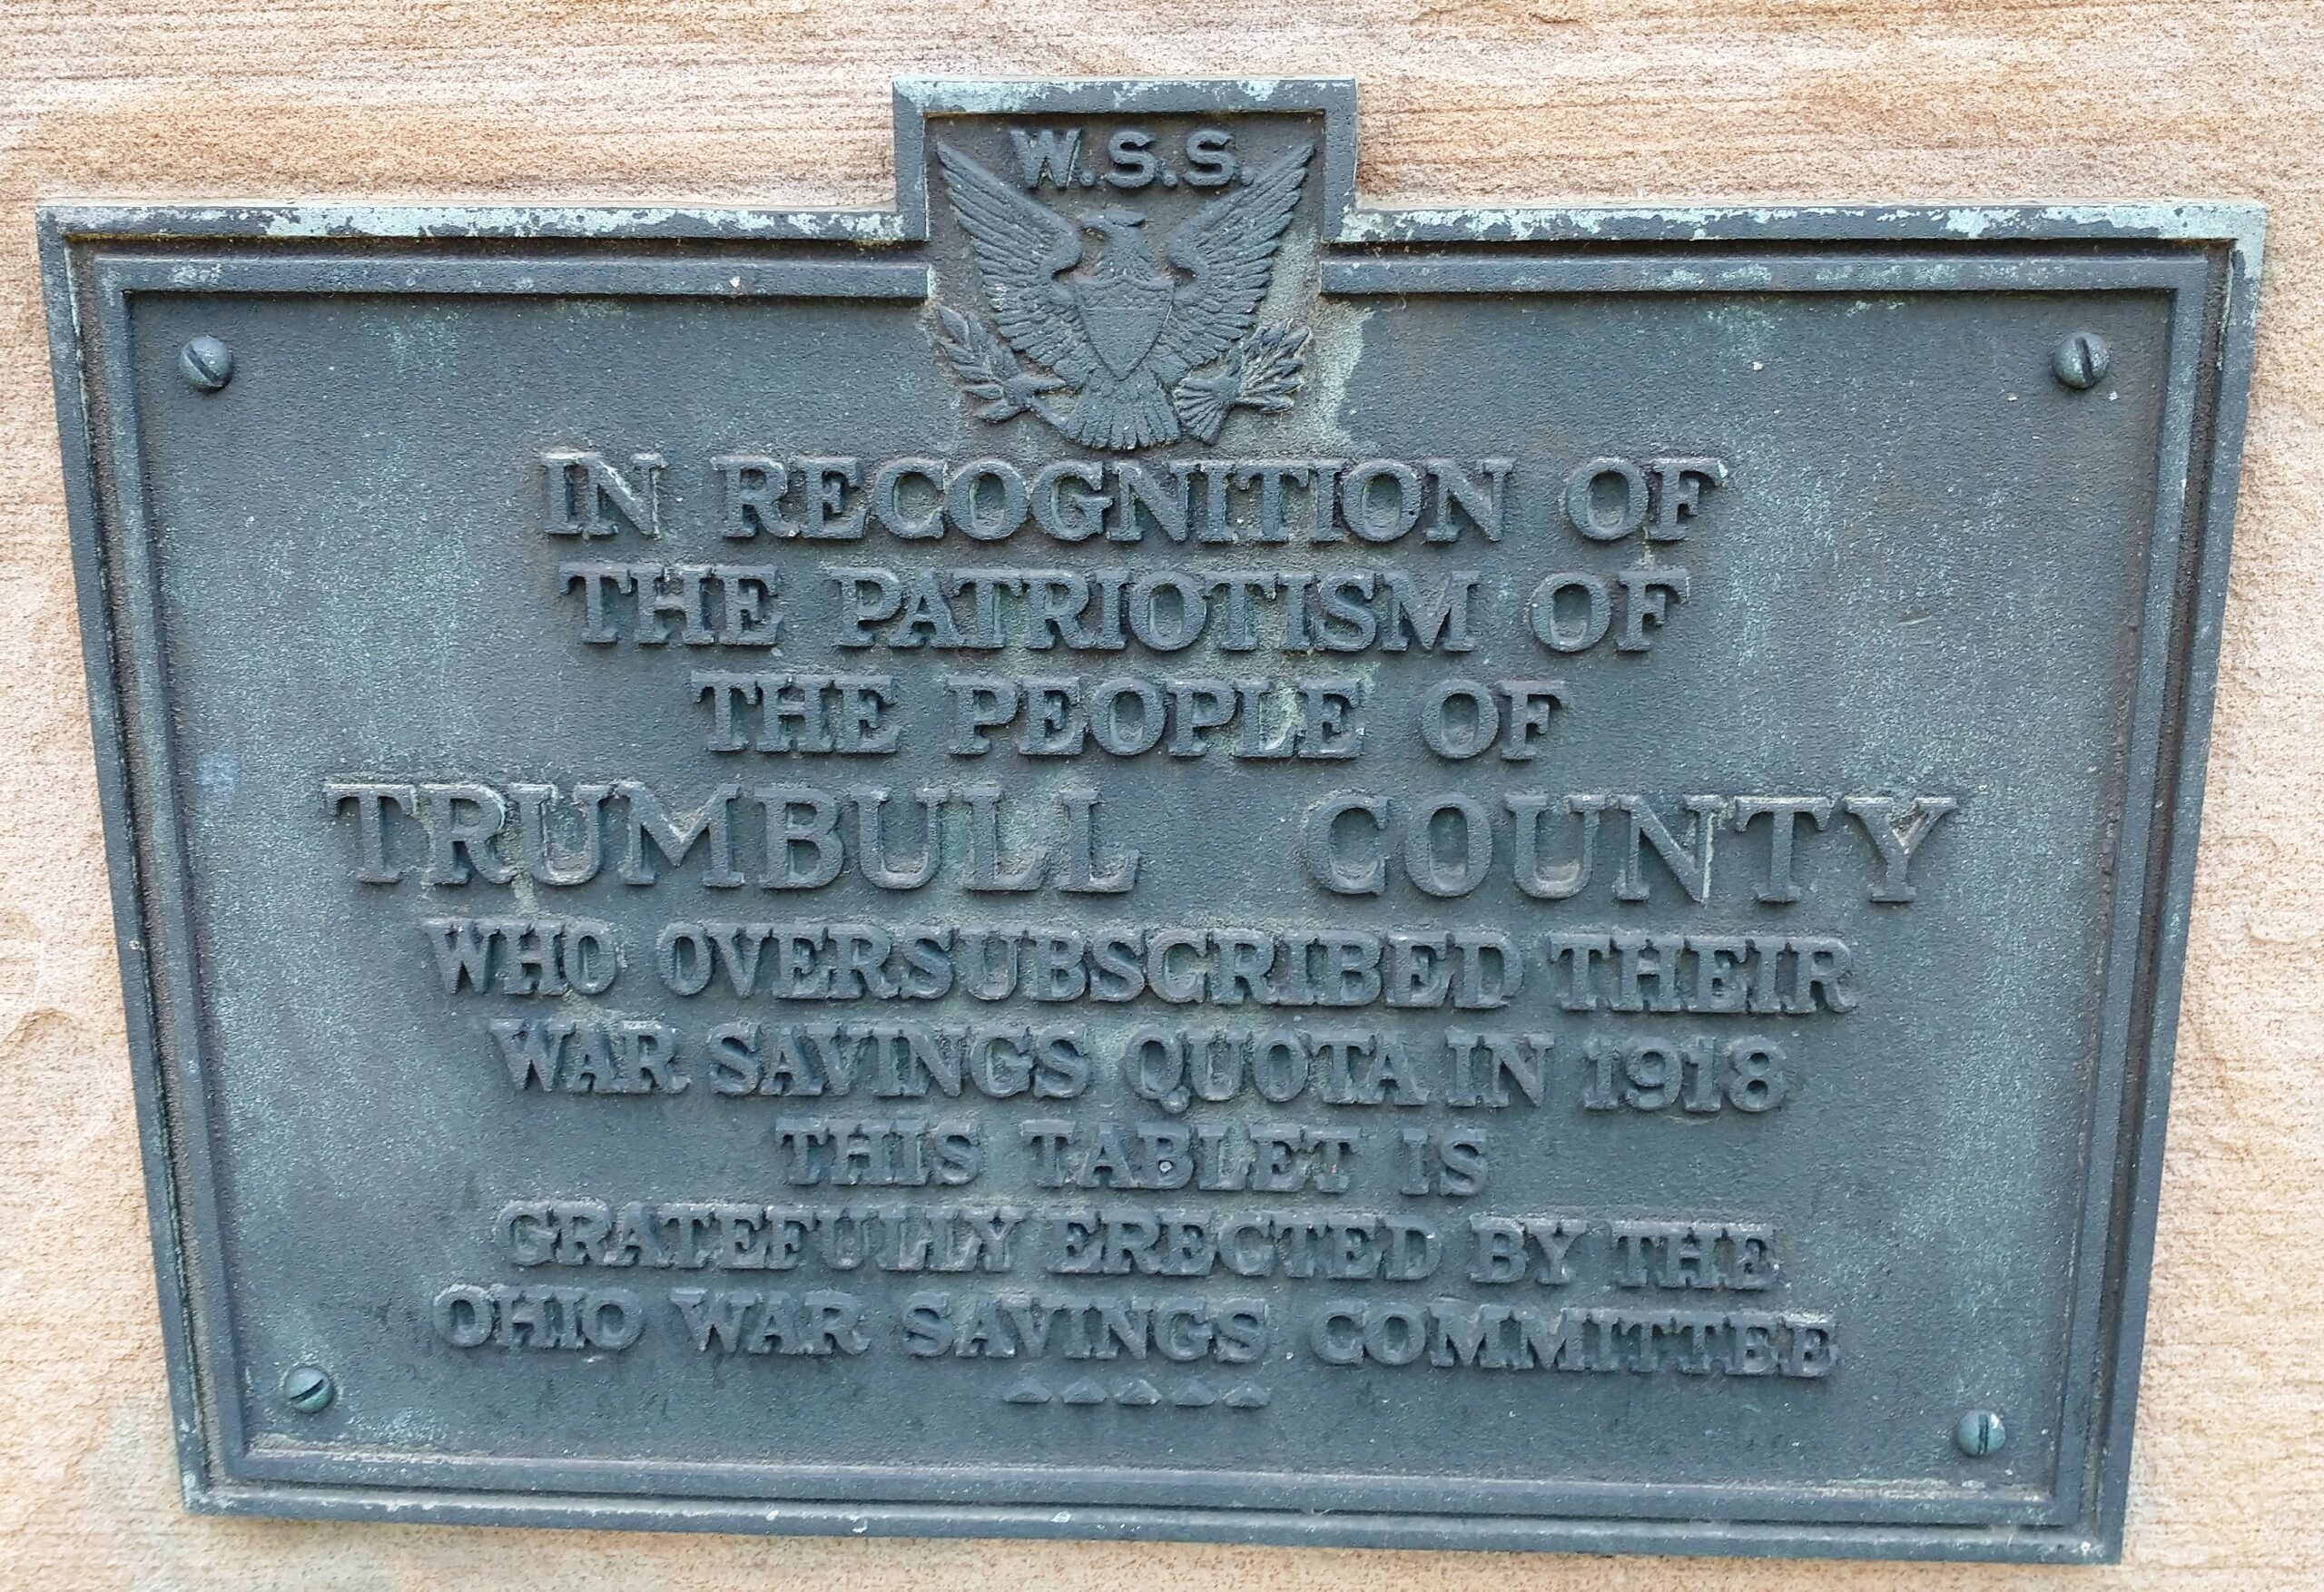 W.S.S.
IN RECOGNITION OF
THE PATRIOTISM OF
THE PEOPLE OF
TRUMBULL COUNTY
WHO OVERSUBSCRIBED THEIR
WAR SAVINGS QUOTA IN 1918
THIS TABLET IS
GRATEFULLY ERECTED BY THE
OHIO WAR SAVINGS COMMITTEE